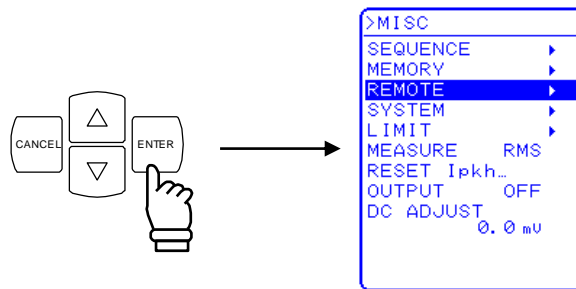 CANCEL
ENTER
>MISC
SEQUENCE
MEMORY
REMOTE
SYSTEM
LIMIT
MEASURE RMS
RESET Ipkh…
OUTPUT OFF
DC ADJUST
0.0 mV